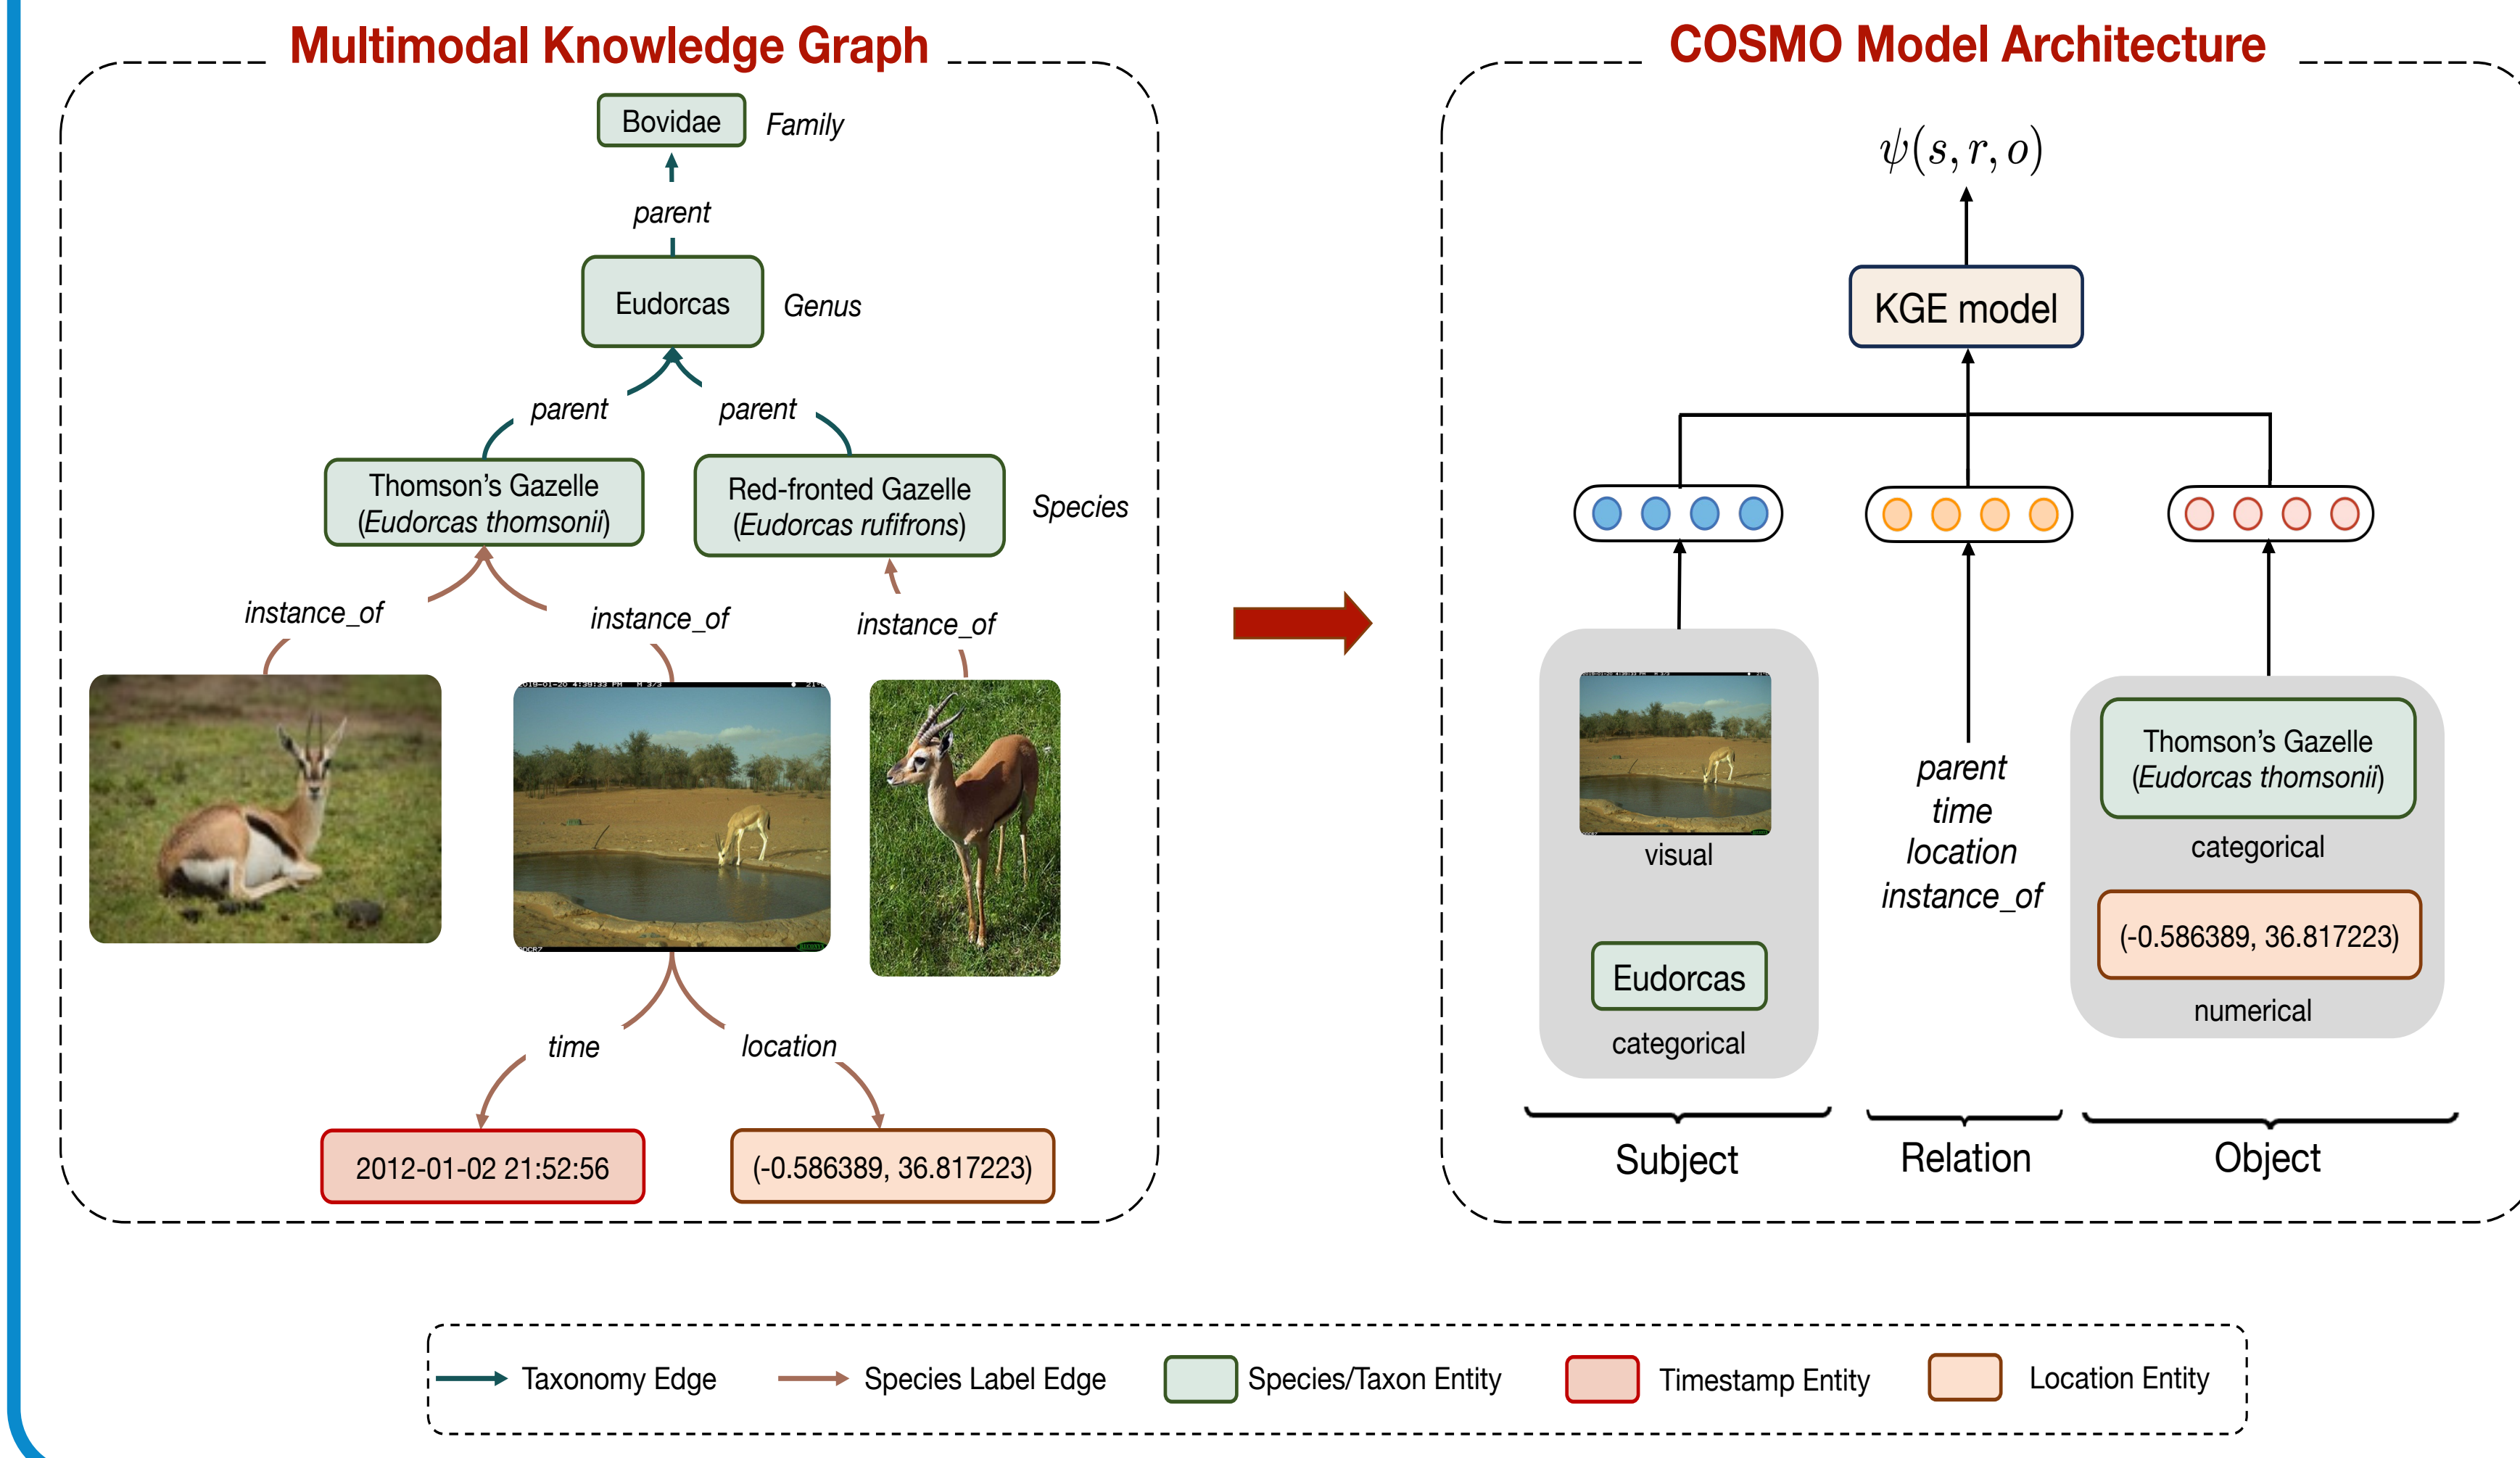 Multimodal Knowledge Graph
Bovidae
Family
parent
Eudorcas
Genus
parent
parent
Thomson’s Gazelle
(Eudorcas thomsonii)
Red-fronted Gazelle
(Eudorcas rufifrons)
Species
instance_of
instance_of
instance_of
time
location
2012-01-02 21:52:56
(-0.586389, 36.817223)
COSMO Model Architecture
ψ(s, r, o)
KGE model
visual
Eudorcas
categorical
parent
time
location
instance_of
Thomson’s Gazelle
(Eudorcas thomsonii)
categorical
(-0.586389, 36.817223)
numerical
Subject
Relation
Object
Taxonomy Edge
Species Label Edge
Species/Taxon Entity
Timestamp Entity
Location Entity